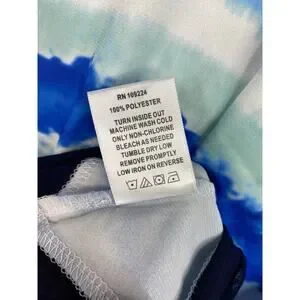 RN 109224
100% POLYESTER
TURN INSIDE OUT
MACHINE WASH COLD
ONLY NON-CHLORINE
BLEACH AS NEEDED
TUMBLE DRY LOW
REMOVE PROMPTLY
LOW IRON ON REVERSE